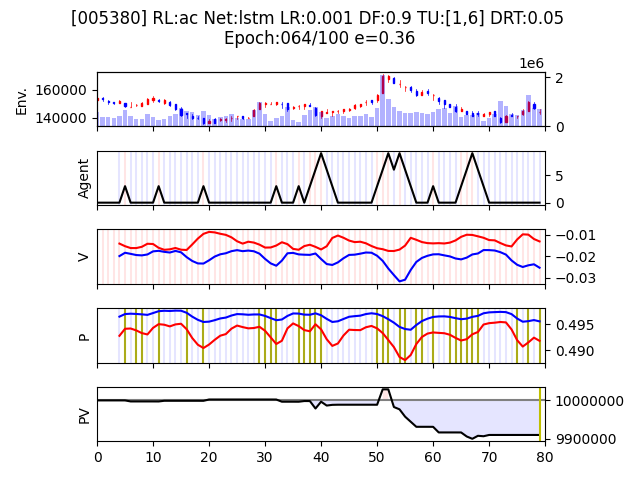 [005380] RL:ac Net:lstm LR:0.001 DF:0.9 TU:[1,6] DRT:0.05
Epoch:064/100 e=0.36
1e6
Env.
160000
140000
2
0
Agent
5
0
V
−0.01
−0.02
−0.03
P
0.495
0.490
PV
10000000
9900000
0 10 20 30 40 50 60 70 80